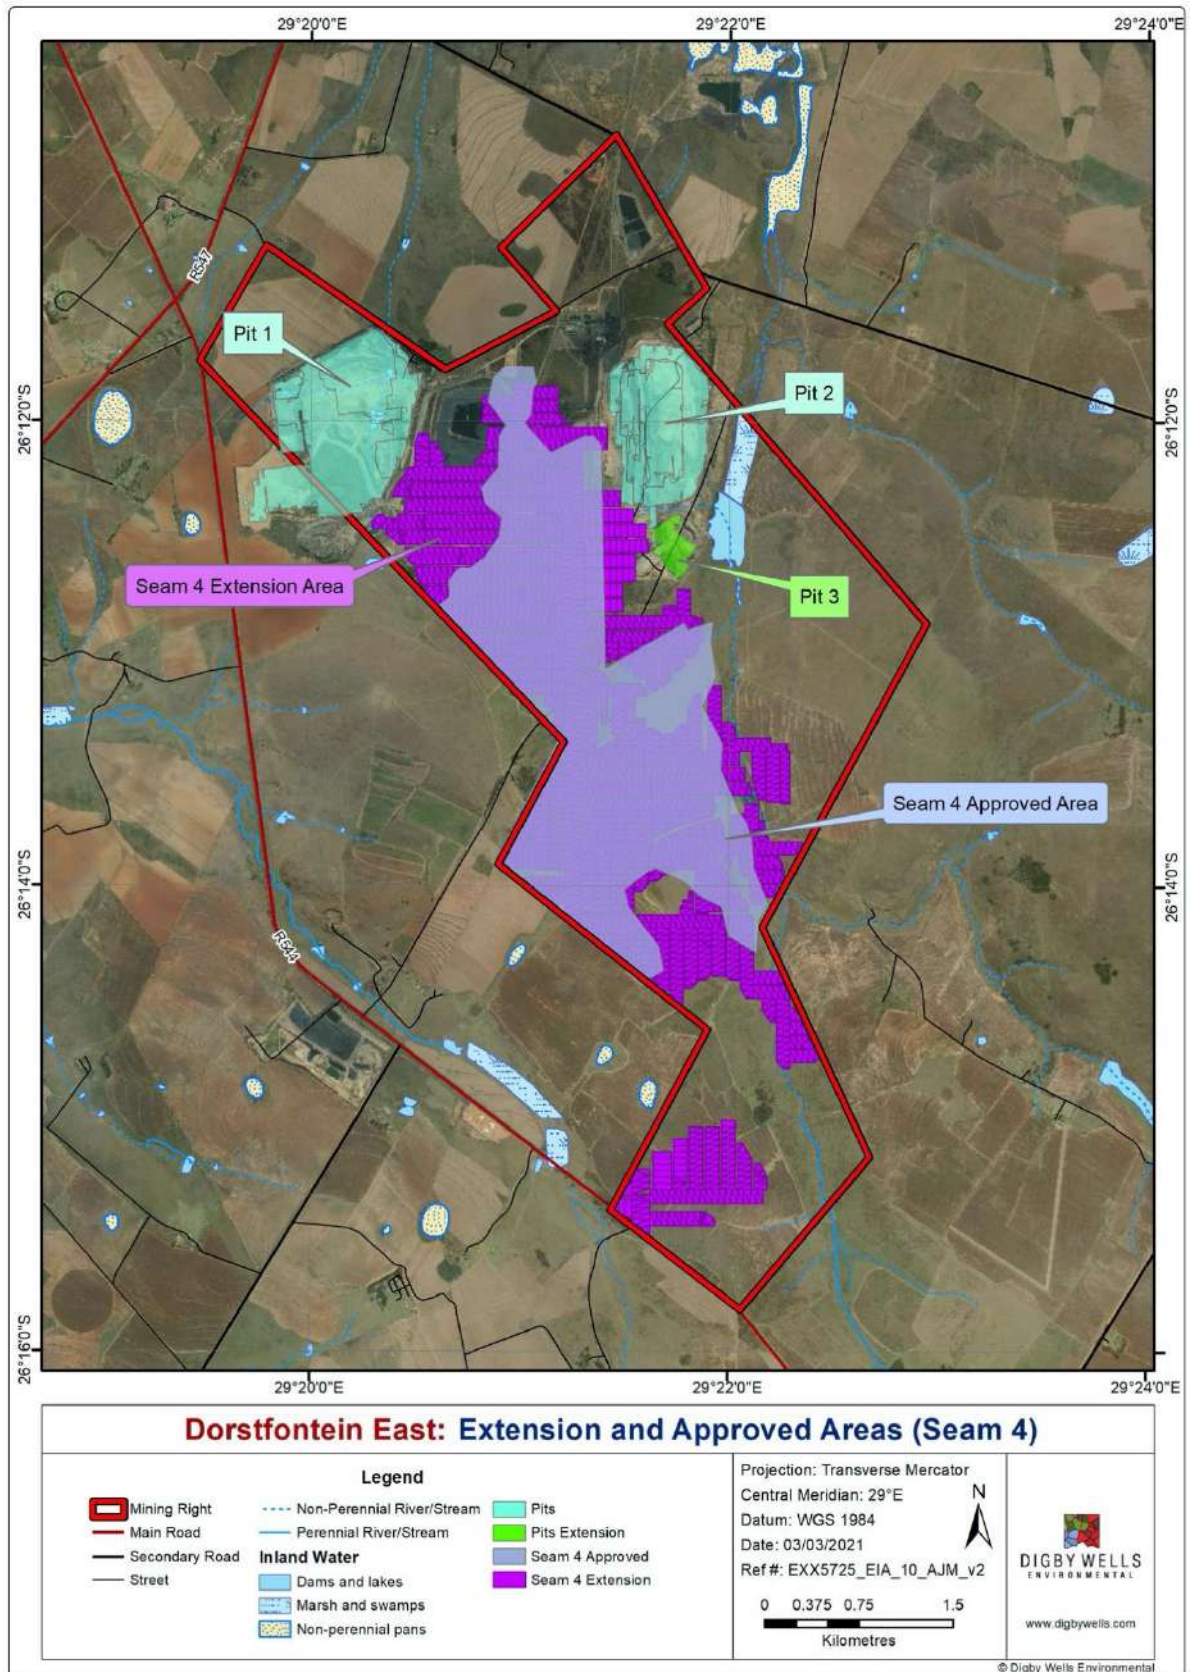 29°20'0"E
29°22'0"E
29°24'0"E
R547
Pit 1
Pit 2
26°12'0"S
26°12'0"S
Seam 4 Extension Area
Pit 3
Seam 4 Approved Area
26°14'0"S
26°14'0"S
R544
26°16'0"S
29°20'0"E
29°22'0"E
29°24'0"E
Dorstfontein East: Extension and Approved Areas (Seam 4)
Legend
Mining Right
Main Road
Secondary Road
Street
Non-Perennial River/Stream
Perennial River/Stream
Inland Water
Dams and lakes
Marsh and swamps
Non-perennial pans
Pits
Pits Extension
Seam 4 Approved
Seam 4 Extension
Projection: Transverse Mercator
Central Meridian: 29°E
Datum: WGS 1984
Date: 03/03/2021
Ref #: EXX5725_EIA_10_AJM_v2
N
0 0.375 0.75 1.5
Kilometres
DIGBY WELLS
ENVIRONMENTAL
www.digbywells.com
© Digby Wells Environmental